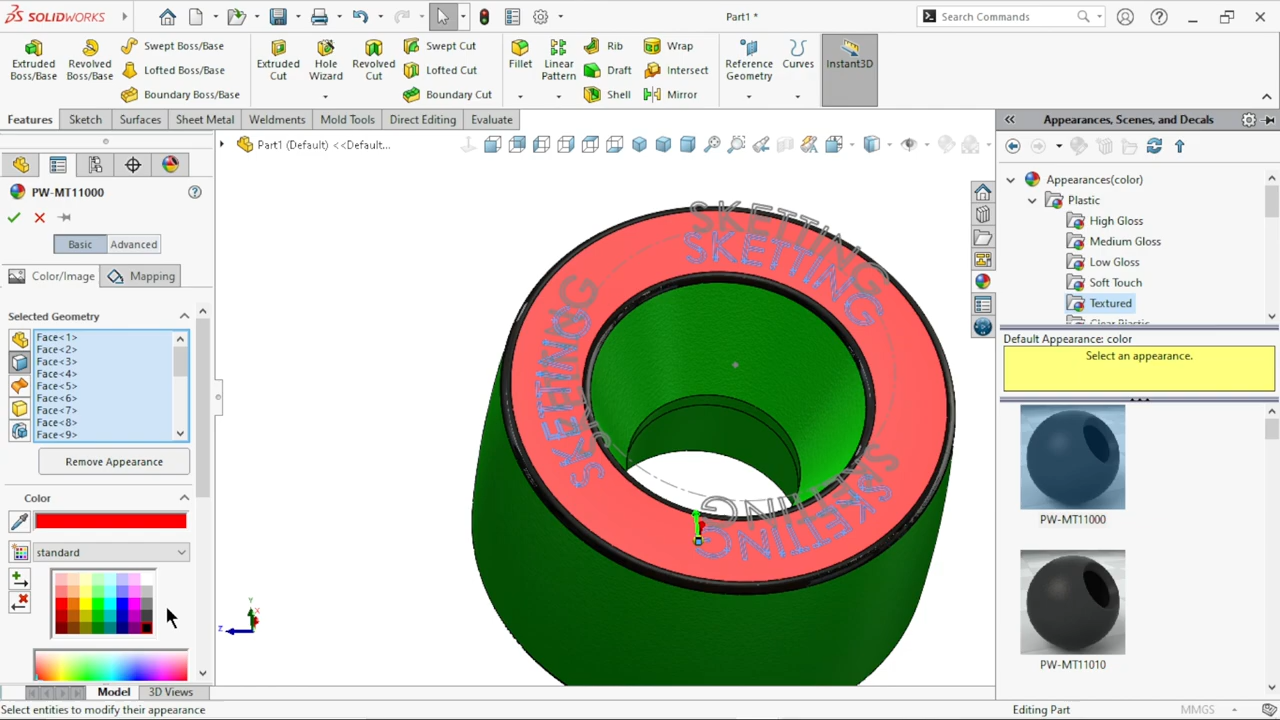 SOLIDWORKS
Part1 *
Search Commands
Extruded Boss/Base
Revolved Boss/Base
Swept Boss/Base
Lofted Boss/Base
Boundary Boss/Base
Extruded Cut
Hole Wizard
Revolved Cut
Swept Cut
Lofted Cut
Boundary Cut
Fillet
Linear Pattern
Rib
Draft
Shell
Wrap
Intersect
Mirror
Reference Geometry
Curves
Instant3D
Features
Sketch
Surfaces
Sheet Metal
Weldments
Mold Tools
Direct Editing
Evaluate
Appearances, Scenes, and Decals
Part1 (Default) <<Default...
PW-MT11000
Basic
Advanced
Color/Image
Mapping
Selected Geometry
Face<1>
Face<2>
Face<3>
Face<4>
Face<5>
Face<6>
Face<7>
Face<8>
Face<9>
Remove Appearance
Color
standard
SKETTING
SKETTING
SKETTING
SKETTING
SKETTING
SKETTING
Y
X
Z
Appearances(color)
Plastic
High Gloss
Medium Gloss
Low Gloss
Soft Touch
Textured
Clear Plastic
Default Appearance: color
Select an appearance.
PW-MT11000
PW-MT11010
Model
3D Views
Select entities to modify their appearance
Editing Part
MMGS